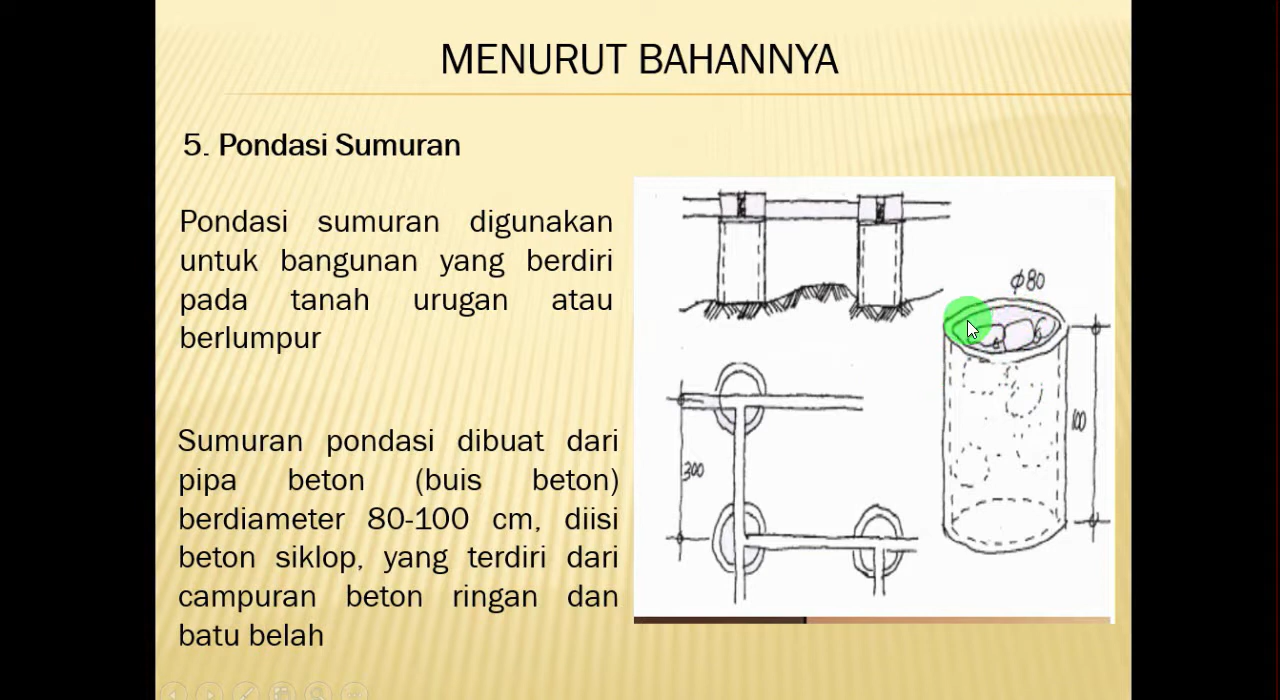 MENURUT BAHANNYA
5. Pondasi Sumuran
Pondasi sumuran digunakan
untuk bangunan yang berdiri
pada tanah urugan atau
berlumpur
Sumuran pondasi dibuat dari
pipa beton (buis beton)
berdiameter 80-100 cm, diisi
beton siklop, yang terdiri dari
campuran beton ringan dan
batu belah
ϕ80
100
300